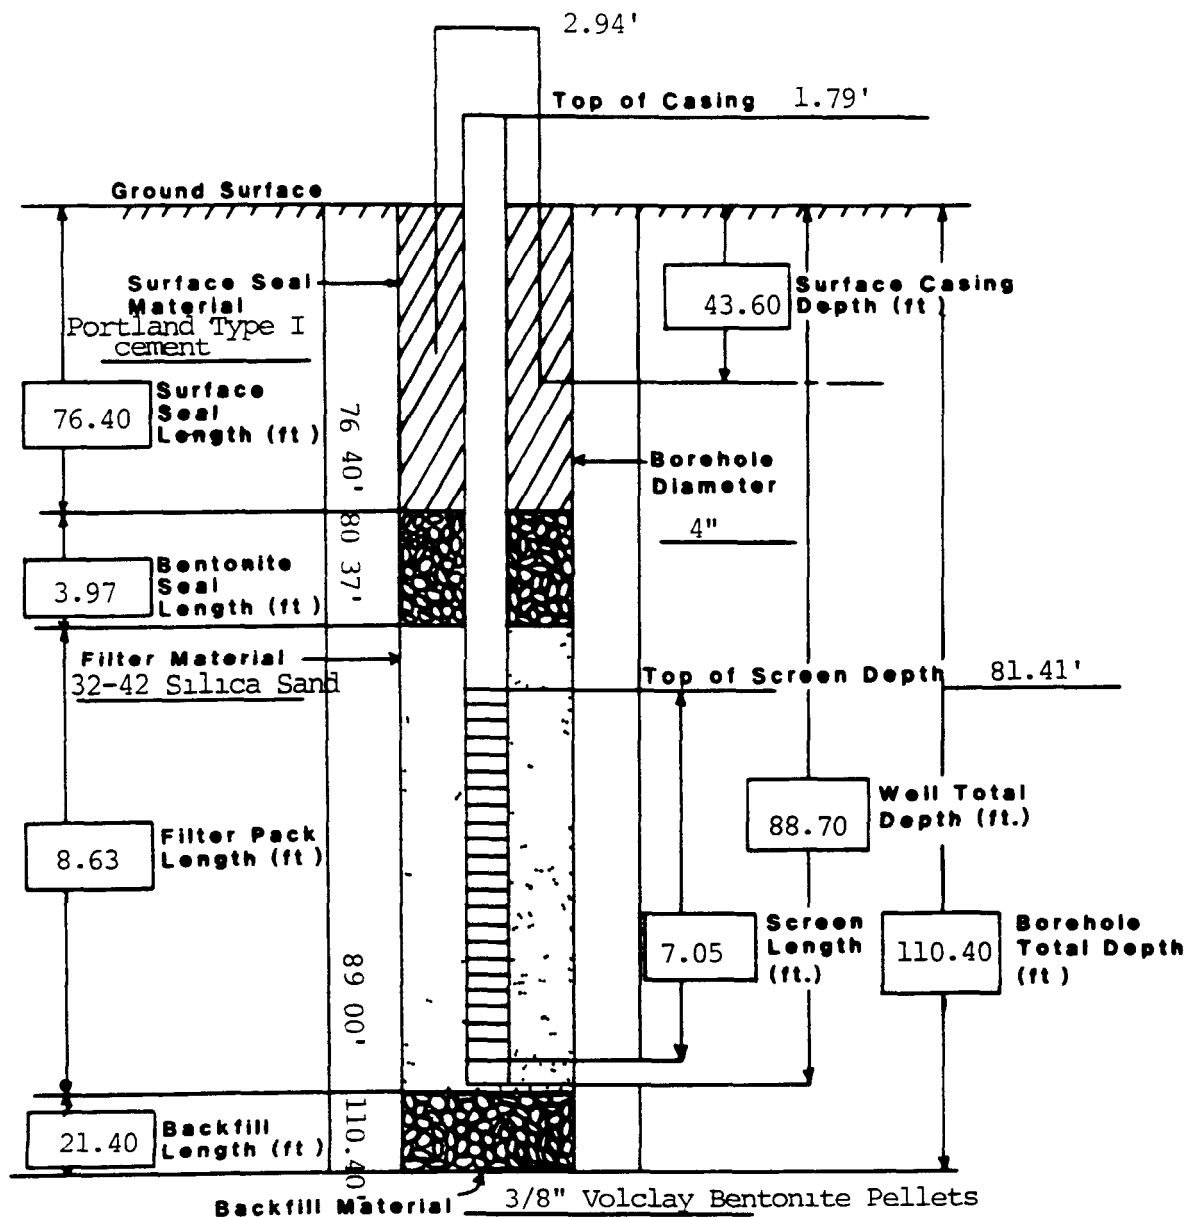 2.94'
Top of Casing 1.79'
Ground Surface
Surface Seal
Material
Portland Type I
cement
43.60
Surface Casing
Depth (ft)
76.40
Surface
Seal
Length (ft)
76 40'
Borehole
Diameter
4"
80 37'
3.97
Bentonite
Seal
Length (ft)
Filter Material
32-42 Silica Sand
Top of Screen Depth 81.41'
88.70
Well Total
Depth (ft.)
8.63
Filter Pack
Length (ft)
7.05
Screen
Length
(ft.)
110.40
Borehole
Total Depth
(ft)
89 00'
21.40
Backfill
Length (ft)
110.40'
Backfill Material 3/8" Volclay Bentonite Pellets